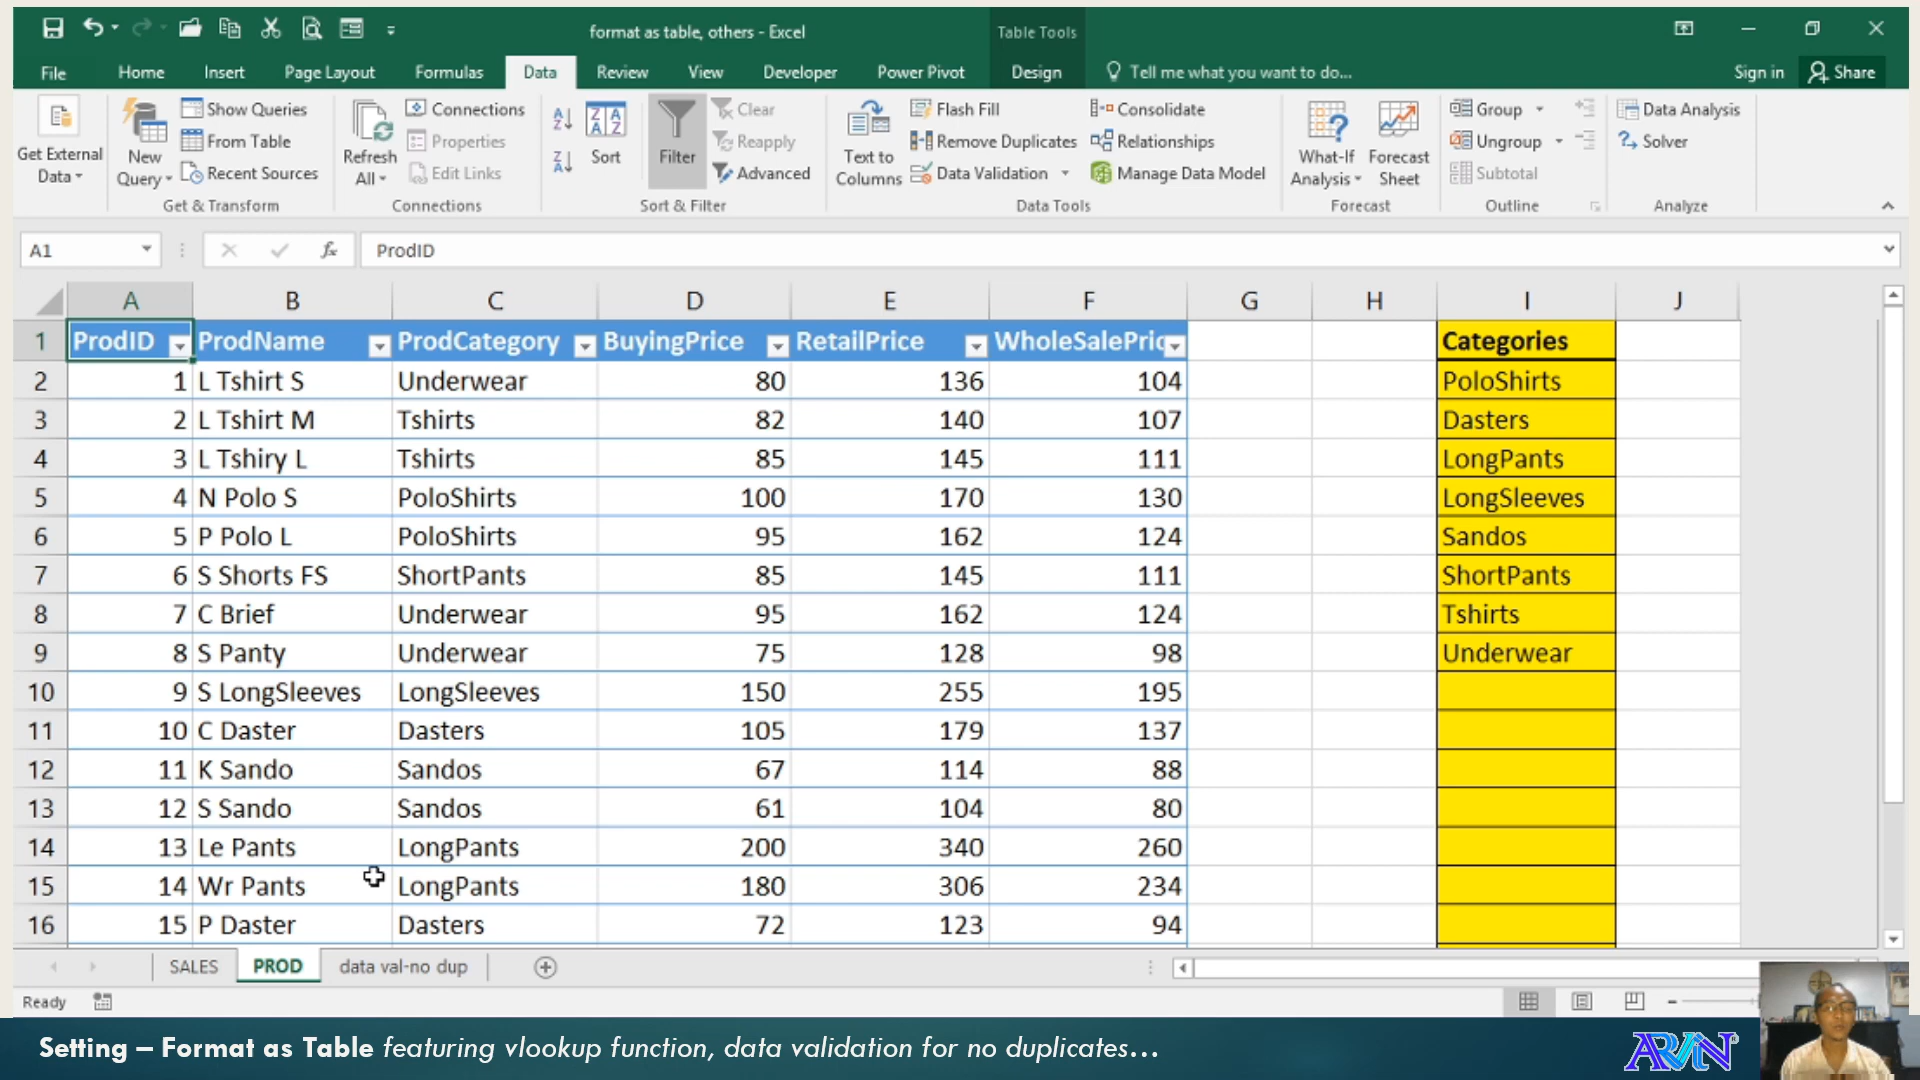 format as table, others - Excel
Table Tools
File Home Insert Page Layout Formulas Data Review View Developer Power Pivot Design Tell me what you want to do... Sign in Share
Get External Data
New Query
Show Queries
From Table
Recent Sources
Get & Transform
Refresh All
Connections
Properties
Edit Links
Connections
Sort
Filter
Clear
Reapply
Advanced
Sort & Filter
Text to Columns
Flash Fill
Remove Duplicates
Data Validation
Consolidate
Relationships
Manage Data Model
Data Tools
What-If Analysis
Forecast Sheet
Forecast
Group
Ungroup
Subtotal
Outline
Data Analysis
Solver
Analyze
A1 fx ProdID
A B C D E F G H I J
1 ProdID ProdName ProdCategory BuyingPrice RetailPrice WholeSalePric Categories
2 1 L Tshirt S Underwear 80 136 104 PoloShirts
3 2 L Tshirt M Tshirts 82 140 107 Dasters
4 3 L Tshiry L Tshirts 85 145 111 LongPants
5 4 N Polo S PoloShirts 100 170 130 LongSleeves
6 5 P Polo L PoloShirts 95 162 124 Sandos
7 6 S Shorts FS ShortPants 85 145 111 ShortPants
8 7 C Brief Underwear 95 162 124 Tshirts
9 8 S Panty Underwear 75 128 98 Underwear
10 9 S LongSleeves LongSleeves 150 255 195
11 10 C Daster Dasters 105 179 137
12 11 K Sando Sandos 67 114 88
13 12 S Sando Sandos 61 104 80
14 13 Le Pants LongPants 200 340 260
15 14 Wr Pants LongPants 180 306 234
16 15 P Daster Dasters 72 123 94
SALES PROD data val-no dup
Ready
Setting – Format as Table featuring vlookup function, data validation for no duplicates...
ARVIN